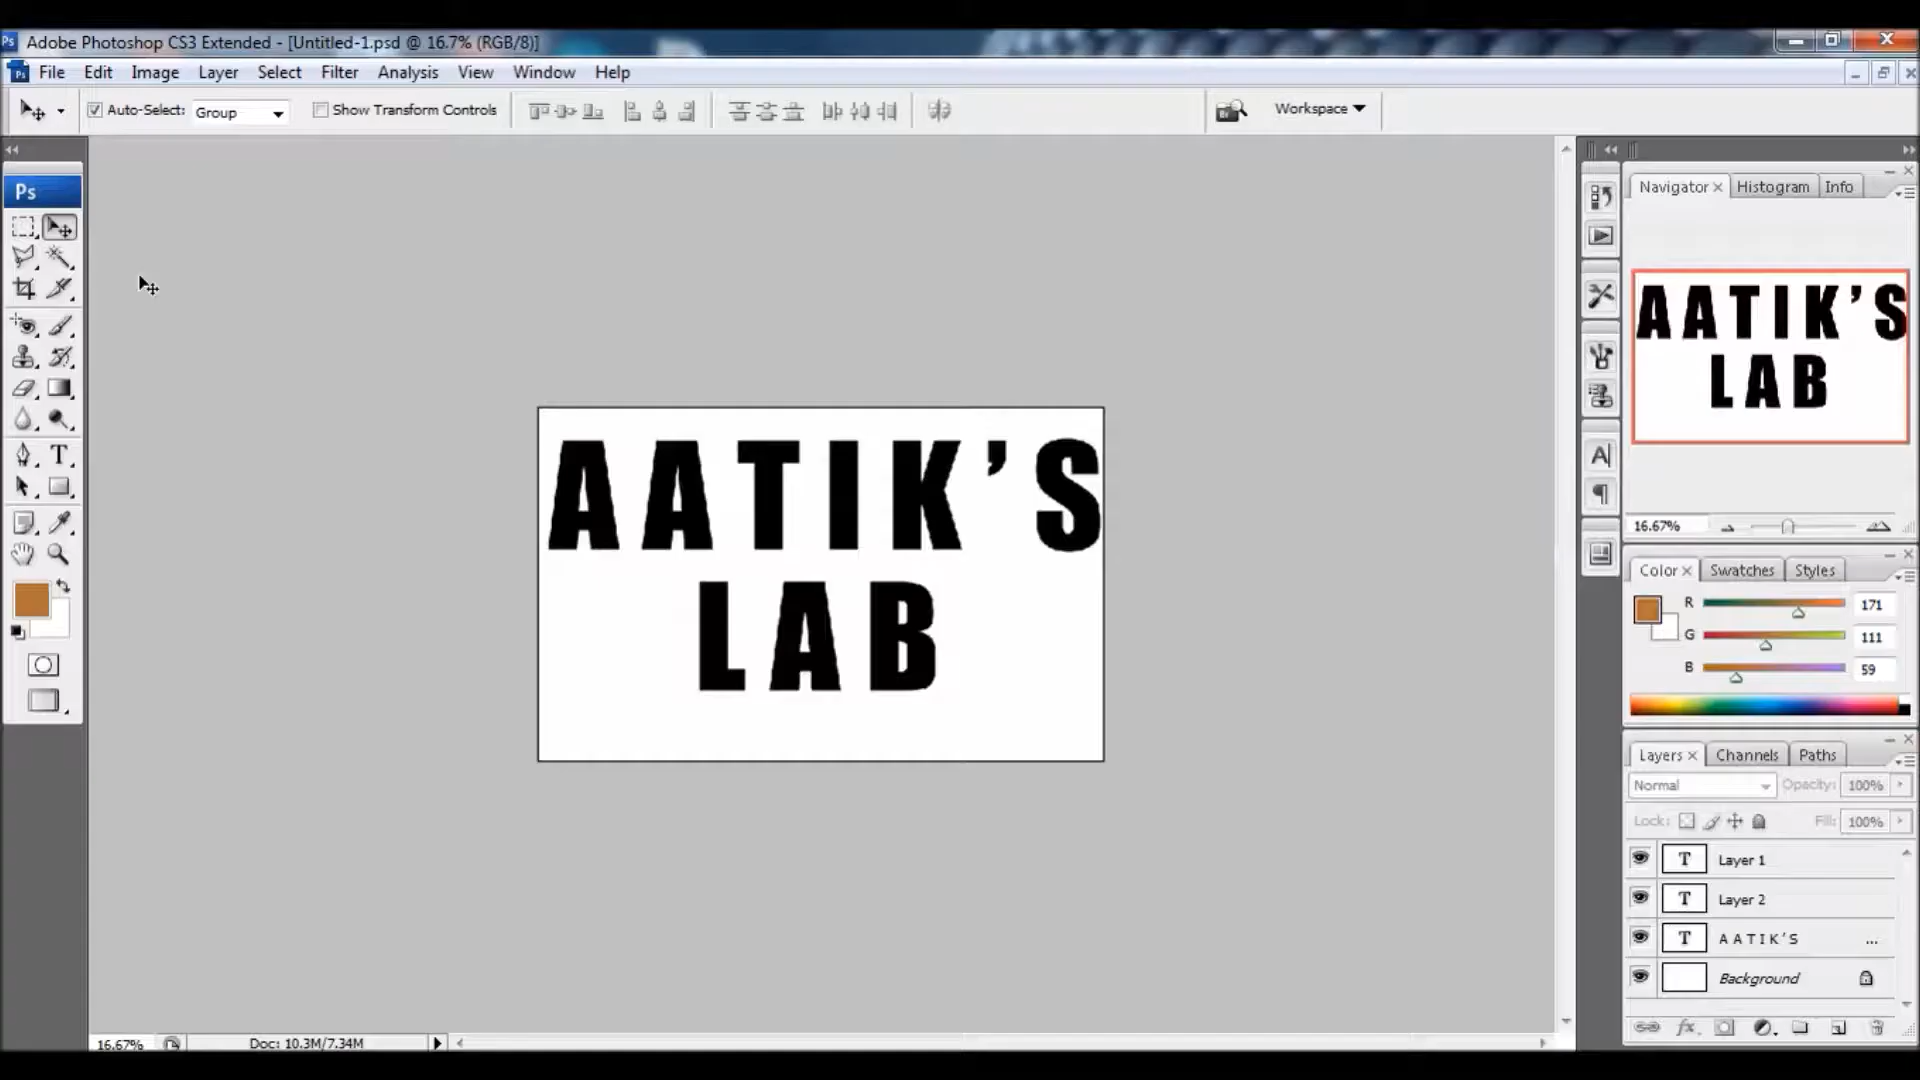 Ps Adobe Photoshop CS3 Extended - [Untitled-1.psd @ 16.7% (RGB/8)]
Ps File Edit Image Layer Select Filter Analysis View Window Help
Auto-Select: Group Show Transform Controls Workspace
Ps
Navigator Histogram Info
AATIK’S
LAB
AATIK’S
LAB
16.67%
Color Swatches Styles
R 171
G 111
B 59
Layers Channels Paths
Normal Opacity: 100%
Lock: Fill: 100%
T Layer 1
T Layer 2
T A A T I K ’ S ...
Background
16.67% Doc: 10.3M/7.34M